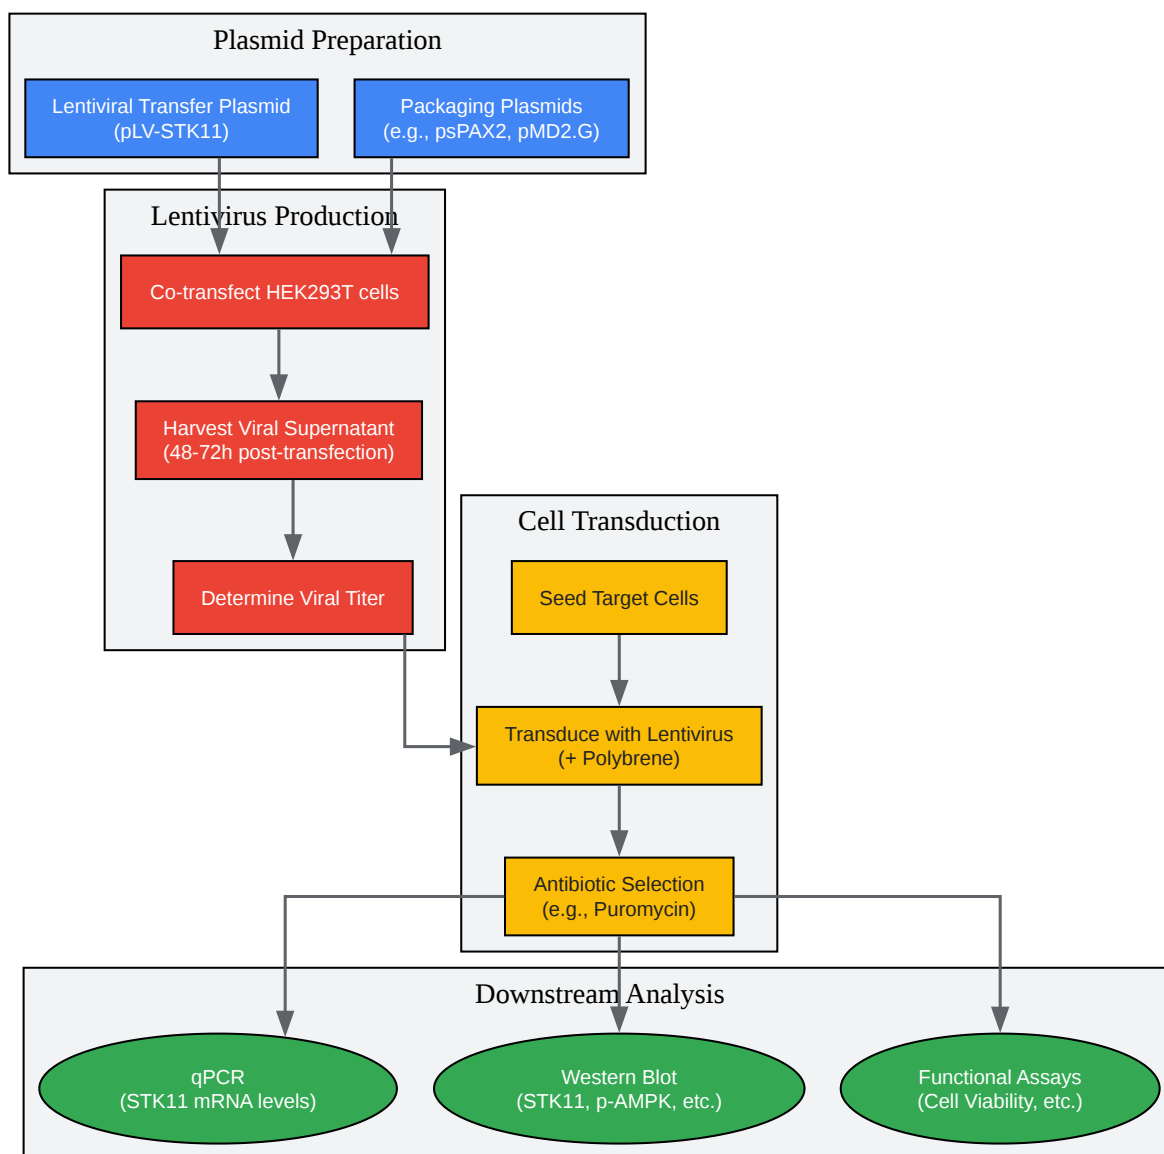 Plasmid Preparation
Lentiviral Transfer Plasmid
(pLV-STK11)
Packaging Plasmids
(e.g., psPAX2, pMD2.G)
Lentivirus Production
Co-transfect HEK293T cells
Harvest Viral Supernatant
(48-72h post-transfection)
Determine Viral Titer
Cell Transduction
Seed Target Cells
Transduce with Lentivirus
(+ Polybrene)
Antibiotic Selection
(e.g., Puromycin)
Downstream Analysis
qPCR
(STK11 mRNA levels)
Western Blot
(STK11, p-AMPK, etc.)
Functional Assays
(Cell Viability, etc.)